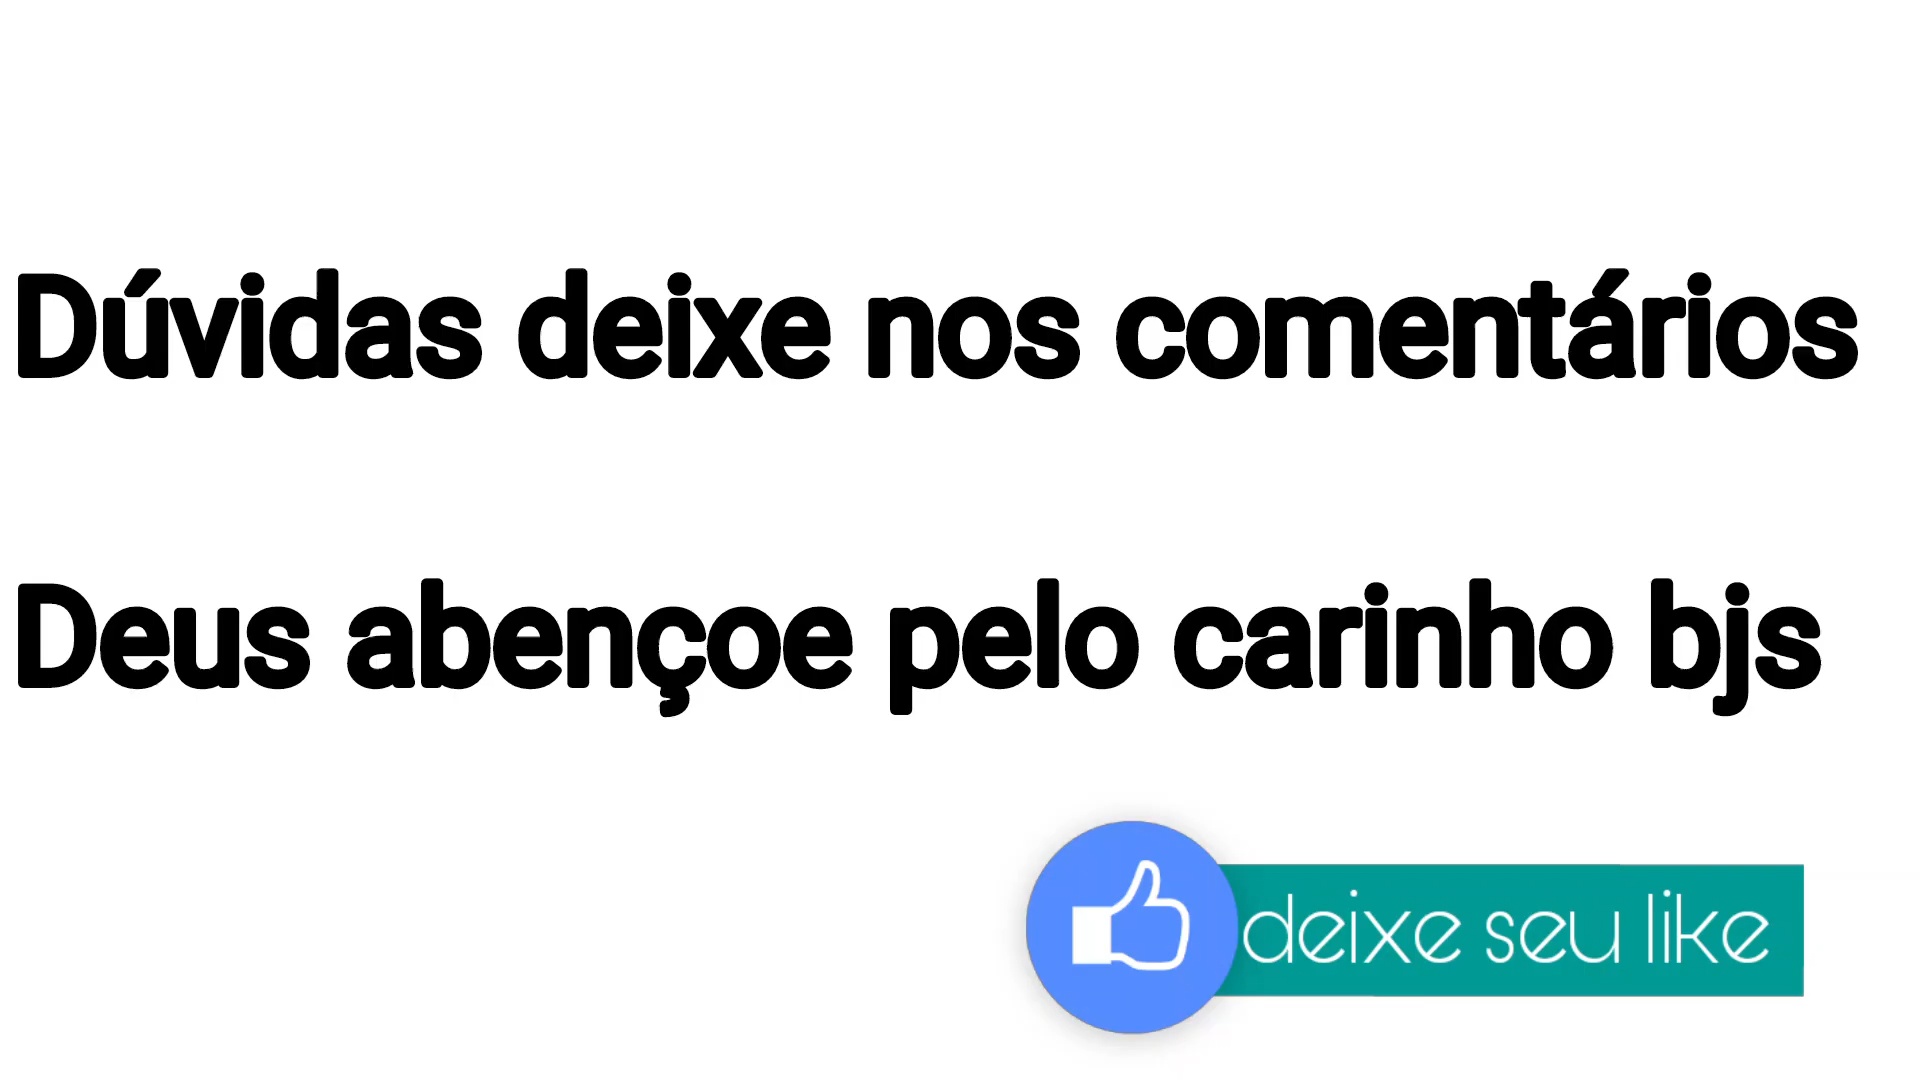 Dúvidas deixe nos comentários
Deus abençoe pelo carinho bjs
deixe seu like